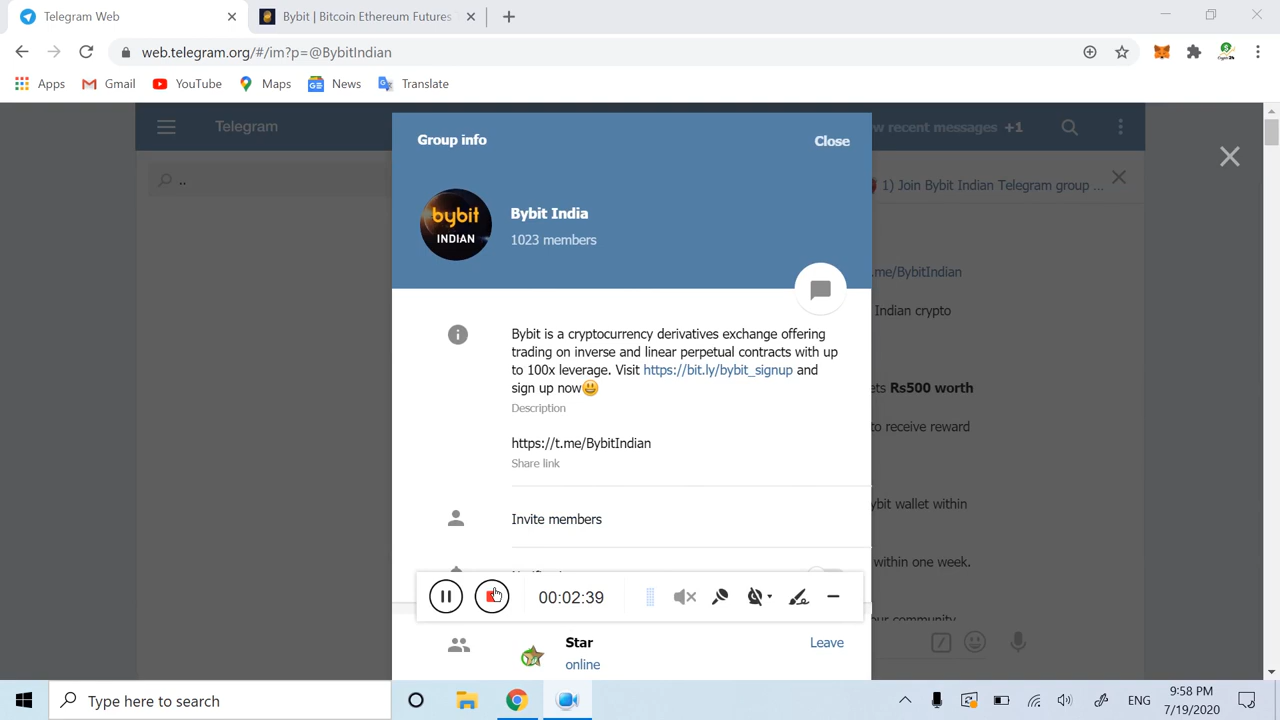 Telegram Web
Bybit | Bitcoin Ethereum Futures
web.telegram.org/#/im?p=@BybitIndian
Apps
Gmail
YouTube
Maps
News
Translate
Telegram
w recent messages +1
Group info
Close
..
1) Join Bybit Indian Telegram group ...
bybit
INDIAN
Bybit India
1023 members
.me/BybitIndian
Indian crypto
Bybit is a cryptocurrency derivatives exchange offering
trading on inverse and linear perpetual contracts with up
to 100x leverage. Visit https://bit.ly/bybit_signup and
sign up now😃
Description
ets Rs500 worth
to receive reward
https://t.me/BybitIndian
Share link
ybit wallet within
Invite members
within one week.
00:02:39
Star
online
Leave
Type here to search
ENG
9:58 PM
7/19/2020